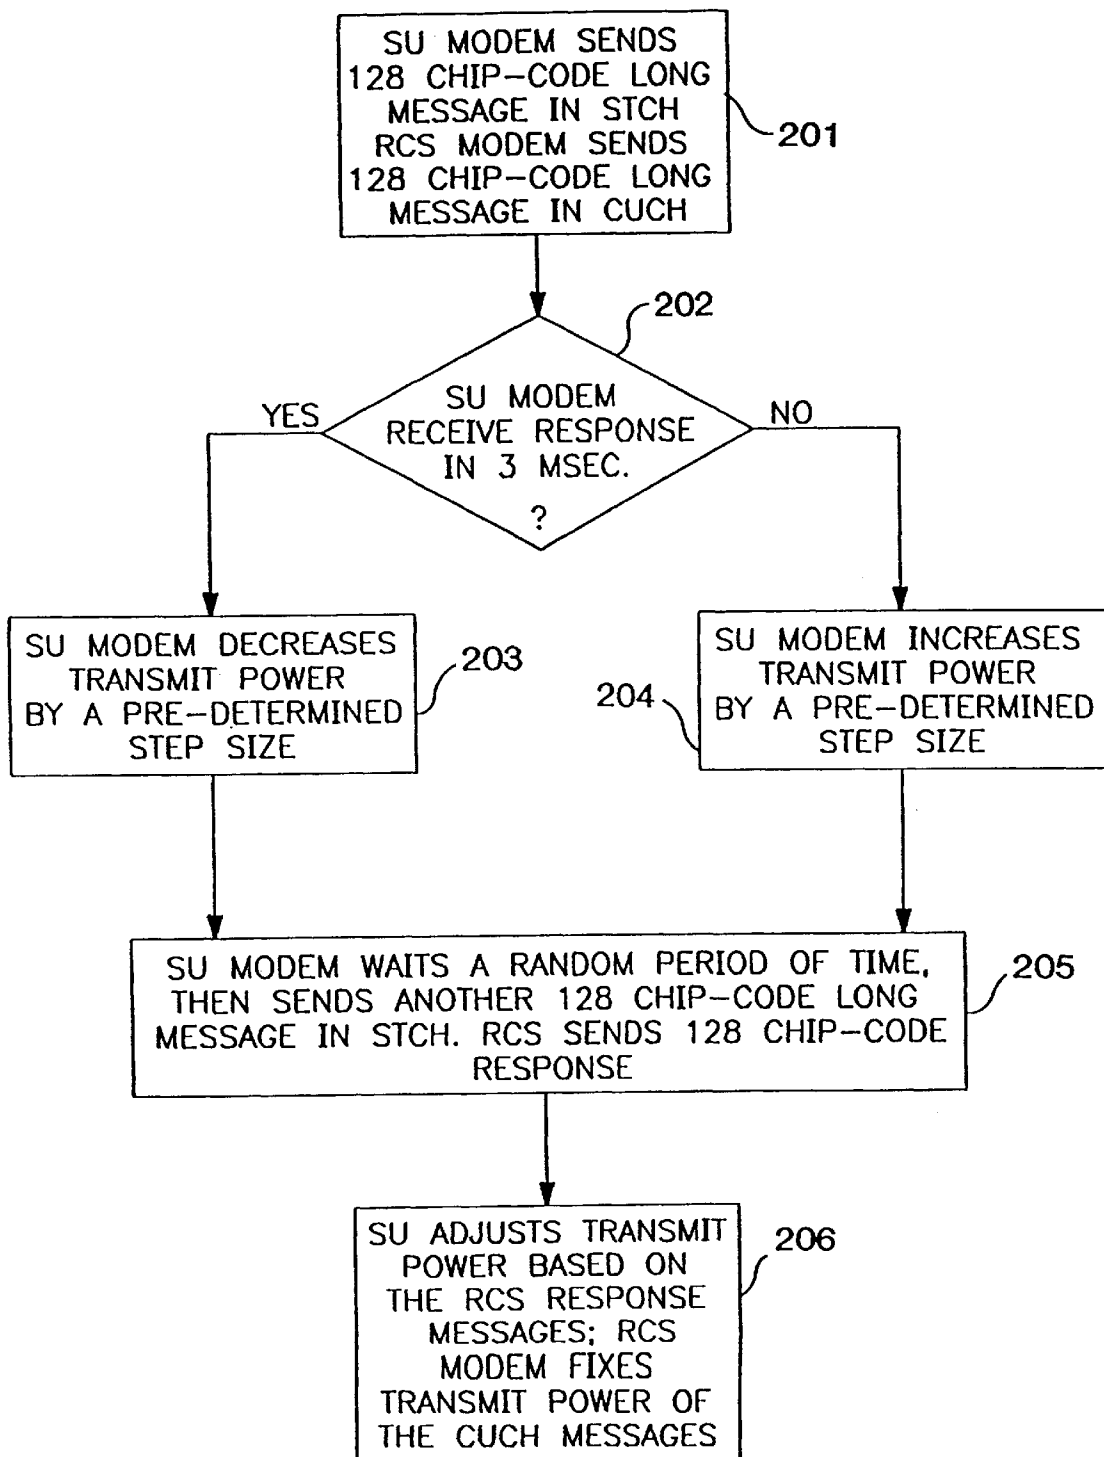 SU MODEM SENDS
128 CHIP-CODE LONG
MESSAGE IN STCH
RCS MODEM SENDS
128 CHIP-CODE LONG
MESSAGE IN CUCH
201
202
SU MODEM
RECEIVE RESPONSE
IN 3 MSEC.
?
YES
NO
SU MODEM DECREASES
TRANSMIT POWER
BY A PRE-DETERMINED
STEP SIZE
203
SU MODEM INCREASES
TRANSMIT POWER
BY A PRE-DETERMINED
STEP SIZE
204
SU MODEM WAITS A RANDOM PERIOD OF TIME,
THEN SENDS ANOTHER 128 CHIP-CODE LONG
MESSAGE IN STCH. RCS SENDS 128 CHIP-CODE
RESPONSE
205
SU ADJUSTS TRANSMIT
POWER BASED ON
THE RCS RESPONSE
MESSAGES; RCS
MODEM FIXES
TRANSMIT POWER OF
THE CUCH MESSAGES
206